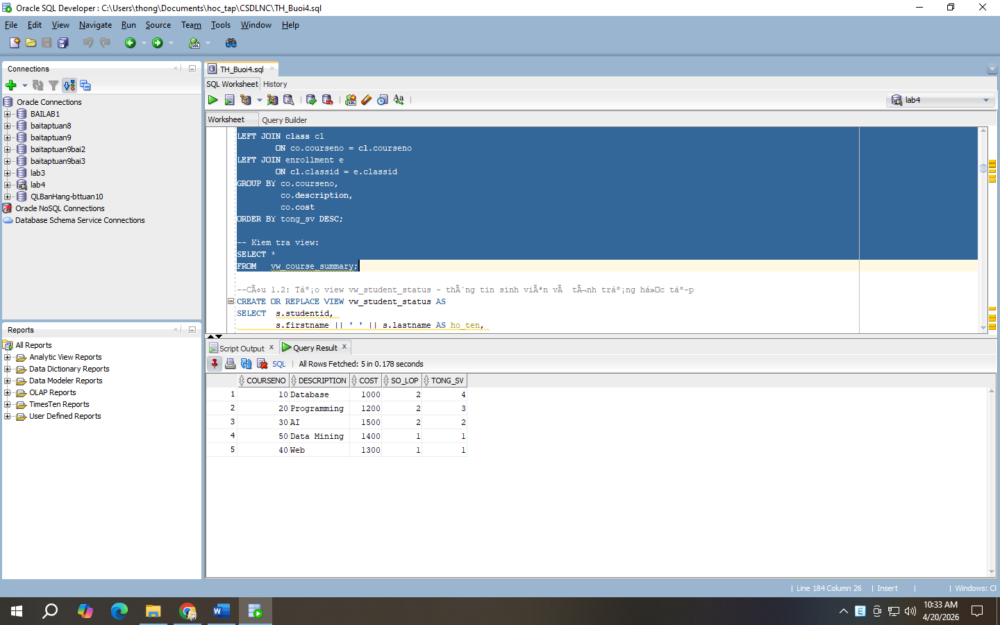 Oracle SQL Developer : C:\Users\thong\Documents\hoc_tap\CSDLNC\TH_Buoi4.sql
File Edit View Navigate Run Source Team Tools Window Help
Connections
Oracle Connections
BAILAB1
baitaptuan8
baitaptuan9
baitaptuan9bai2
baitaptuan9bai3
lab3
lab4
QLBanHang-bttuan10
Oracle NoSQL Connections
Database Schema Service Connections
Reports
All Reports
Analytic View Reports
Data Dictionary Reports
Data Modeler Reports
OLAP Reports
TimesTen Reports
User Defined Reports
TH_Buoi4.sql
SQL Worksheet History
lab4
Worksheet Query Builder
LEFT JOIN class cl
ON co.courseno = cl.courseno
LEFT JOIN enrollment e
ON cl.classid = e.classid
GROUP BY co.courseno,
co.description,
co.cost
ORDER BY tong_sv DESC;
-- Kiem tra view:
SELECT *
FROM vw_course_summary;
--CÃ¢u 1.2: Táº¡o view vw_student_status - thÃ´ng tin sinh viÃªn vÃ  tÃ¬nh tráº¡ng há»c táº­p
CREATE OR REPLACE VIEW vw_student_status AS
SELECT s.studentid,
s.firstname || ' ' || s.lastname AS ho_ten,
Script Output x Query Result x
SQL | All Rows Fetched: 5 in 0.178 seconds
COURSENO DESCRIPTION COST SO_LOP TONG_SV
1 10 Database 1000 2 4
2 20 Programming 1200 2 3
3 30 AI 1500 2 2
4 50 Data Mining 1400 1 1
5 40 Web 1300 1 1
Line 184 Column 26 | Insert | | Windows: CF
10:33 AM
4/20/2026